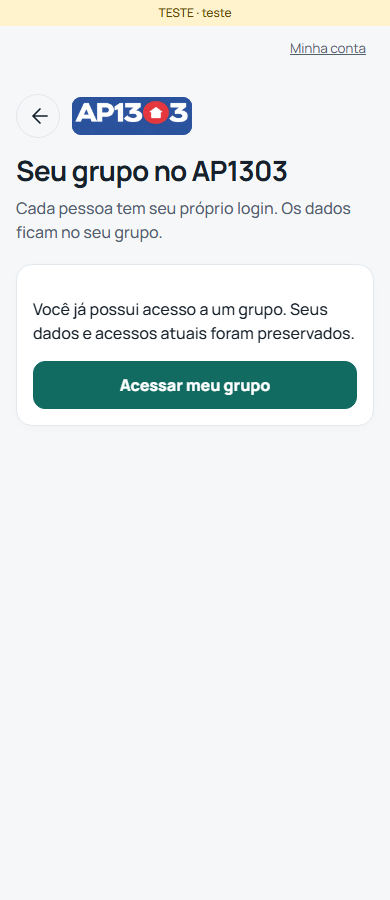 TESTE · teste
Minha conta
AP1303
Seu grupo no AP1303
Cada pessoa tem seu próprio login. Os dados
ficam no seu grupo.
Você já possui acesso a um grupo. Seus
dados e acessos atuais foram preservados.
Acessar meu grupo